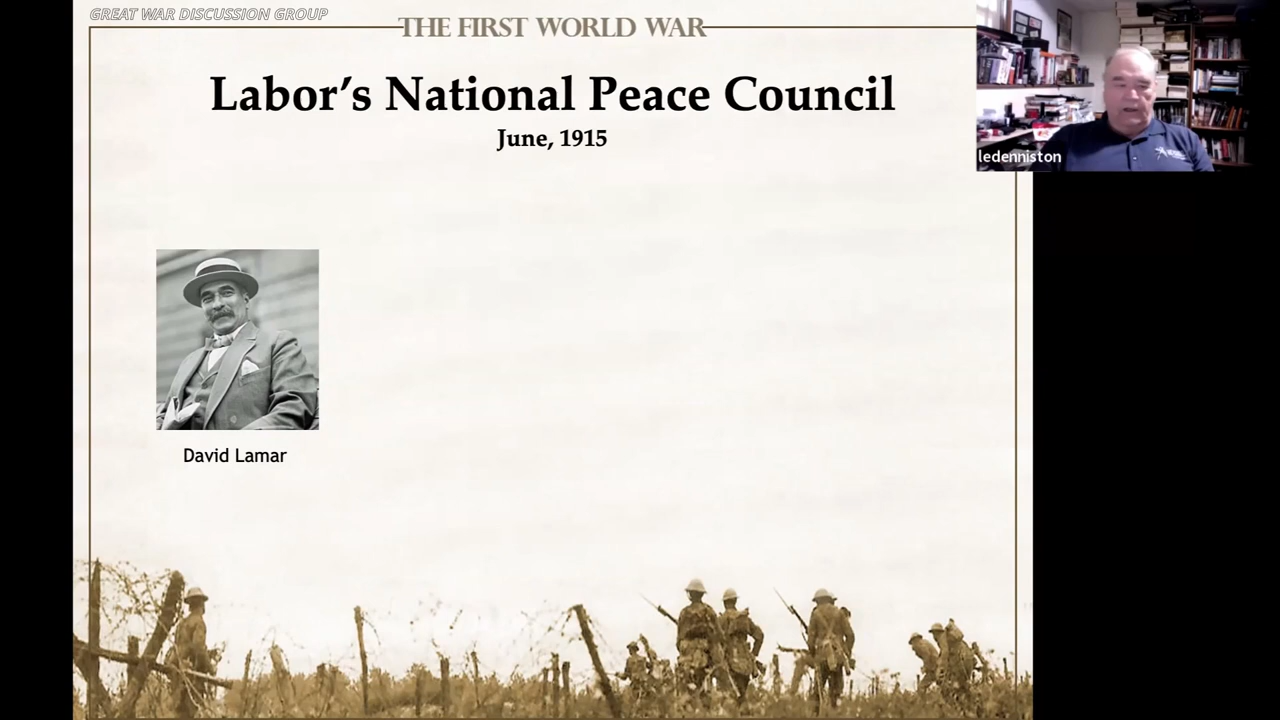 GREAT WAR DISCUSSION GROUP
THE FIRST WORLD WAR
Labor’s National Peace Council
June, 1915
ledenniston
David Lamar